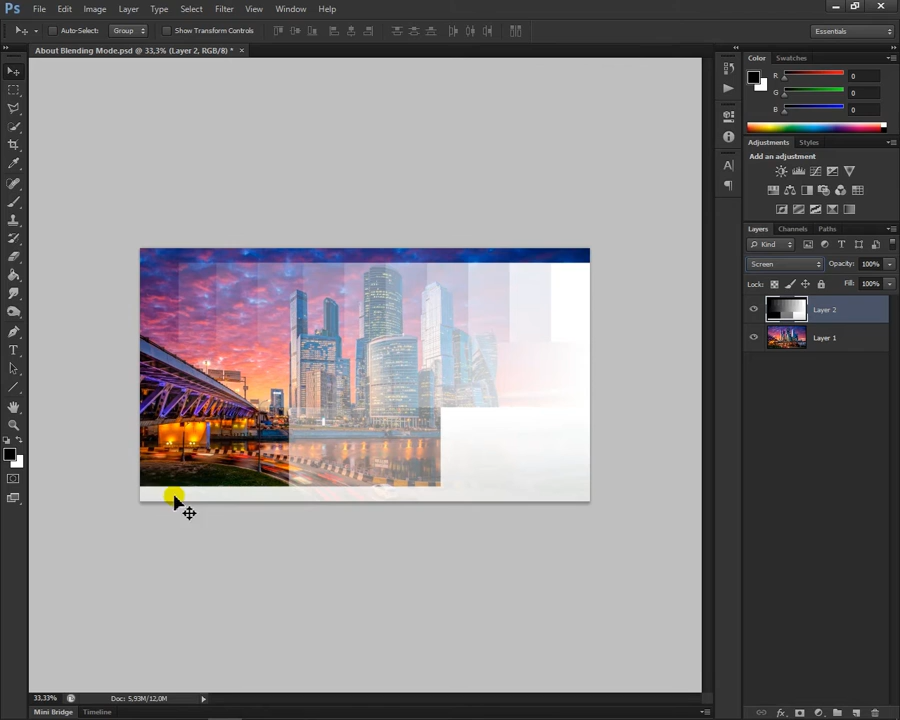 Ps File Edit Image Layer Type Select Filter View Window Help
Auto-Select: Group Show Transform Controls Essentials
About Blending Mode.psd @ 33,3% (Layer 2, RGB/8) *
Color Swatches
R 0
G 0
B 0
Adjustments Styles
Add an adjustment
Layers Channels Paths
Kind
Screen Opacity: 100%
Lock: Fill: 100%
Layer 2
Layer 1
33,33% Doc: 5,93M/12,0M
Mini Bridge Timeline